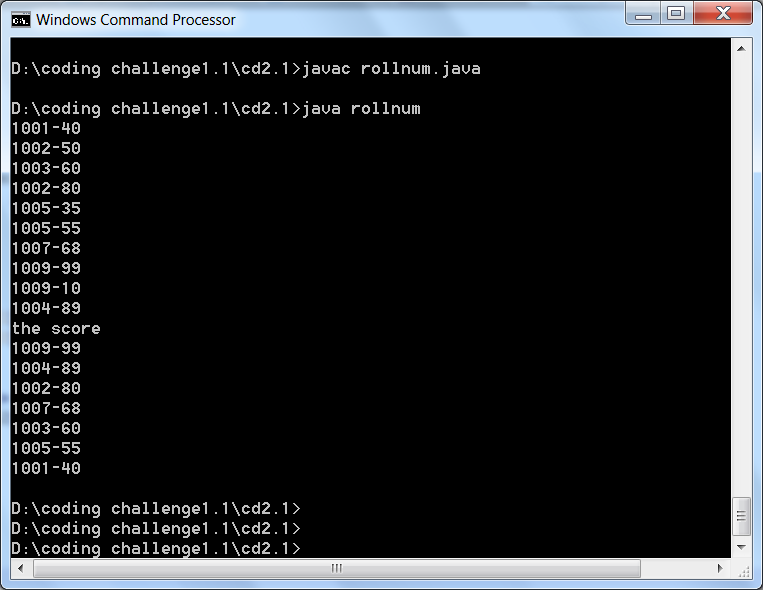 Windows Command Processor
D:\coding challenge1.1\cd2.1>javac rollnum.java
D:\coding challenge1.1\cd2.1>java rollnum
1001-40
1002-50
1003-60
1002-80
1005-35
1005-55
1007-68
1009-99
1009-10
1004-89
the score
1009-99
1004-89
1002-80
1007-68
1003-60
1005-55
1001-40
D:\coding challenge1.1\cd2.1>
D:\coding challenge1.1\cd2.1>
D:\coding challenge1.1\cd2.1>